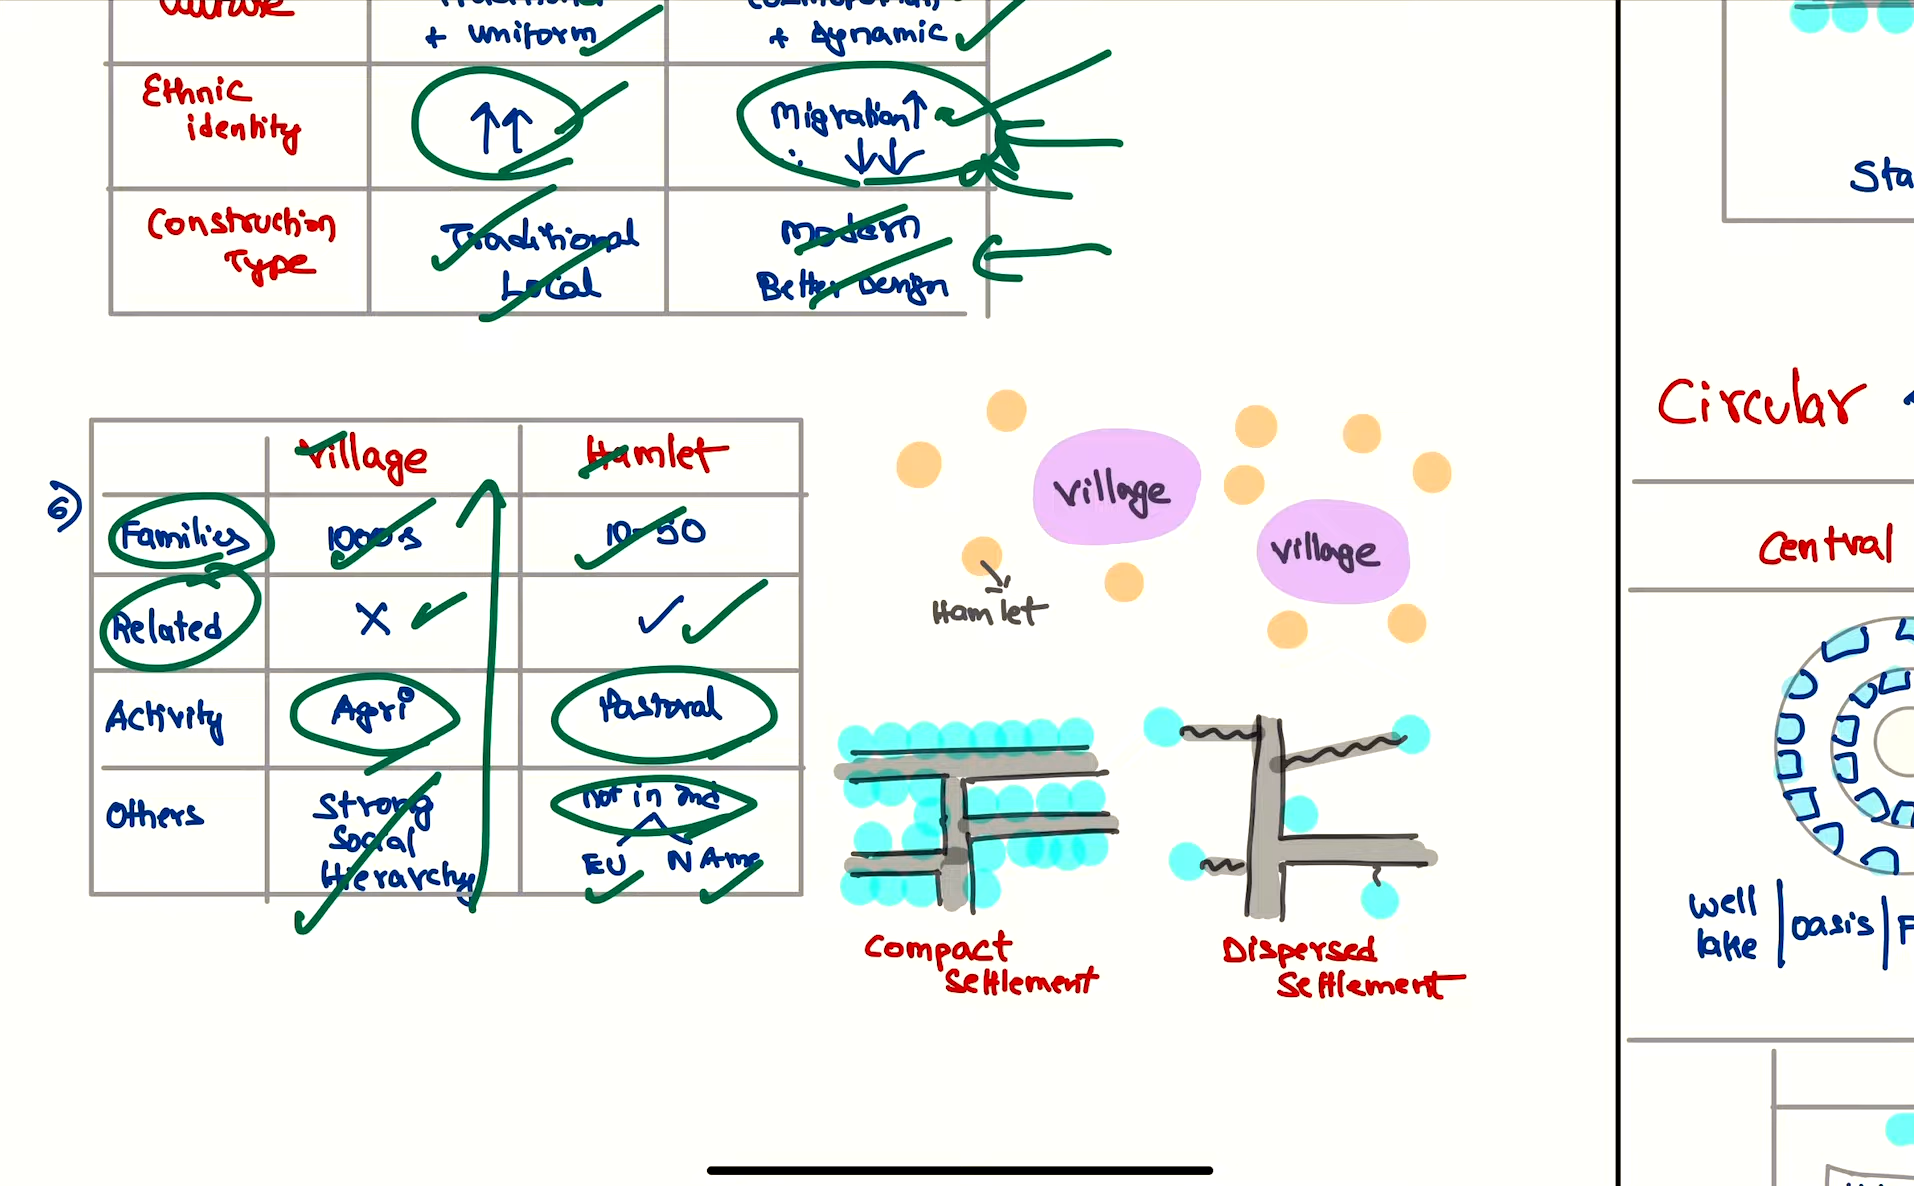 Culture
+ uniform
+ Dynamic
Ethnic
identity
↑↑
Migration↑
∴ ↓↓
Construction
Type
Traditional
Local
Modern
Better Design
6)
Village
Hamlet
Families
1000s
10-50
Related
X
✓
Activity
Agri
Pastoral
Others
Strong
Social
Hierarchy
Not in Ind
EU
N Ame
Village
Village
Hamlet
Compact
Settlement
Dispersed
Settlement
Sta
Circular
Central
Well
lake
Oasis
F